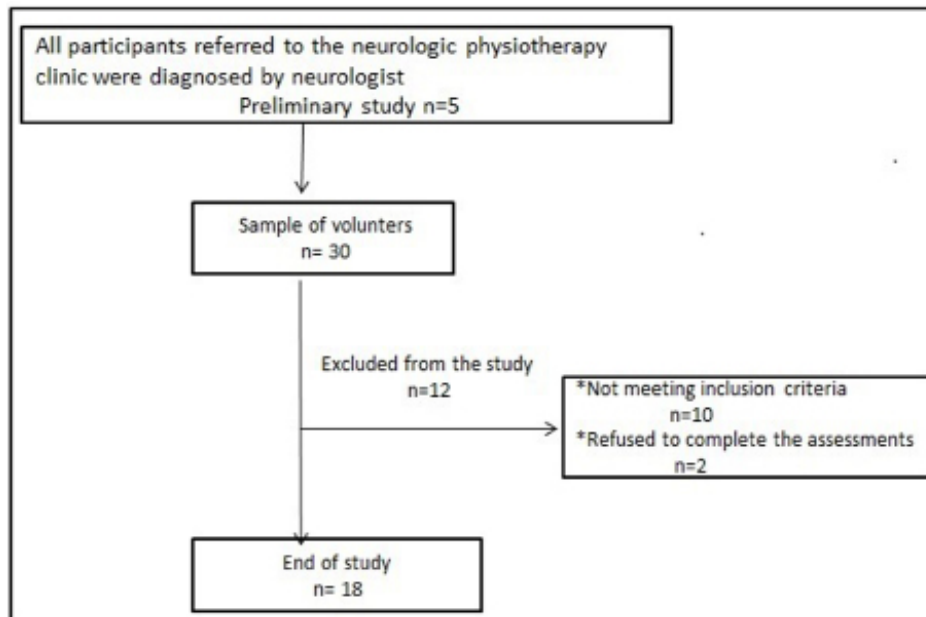 All participants referred to the neurologic physiotherapy
clinic were diagnosed by neurologist
Preliminary study n=5
Sample of volunters
n= 30
Excluded from the study
n=12
*Not meeting inclusion criteria
n=10
*Refused to complete the assessments
n=2
End of study
n= 18